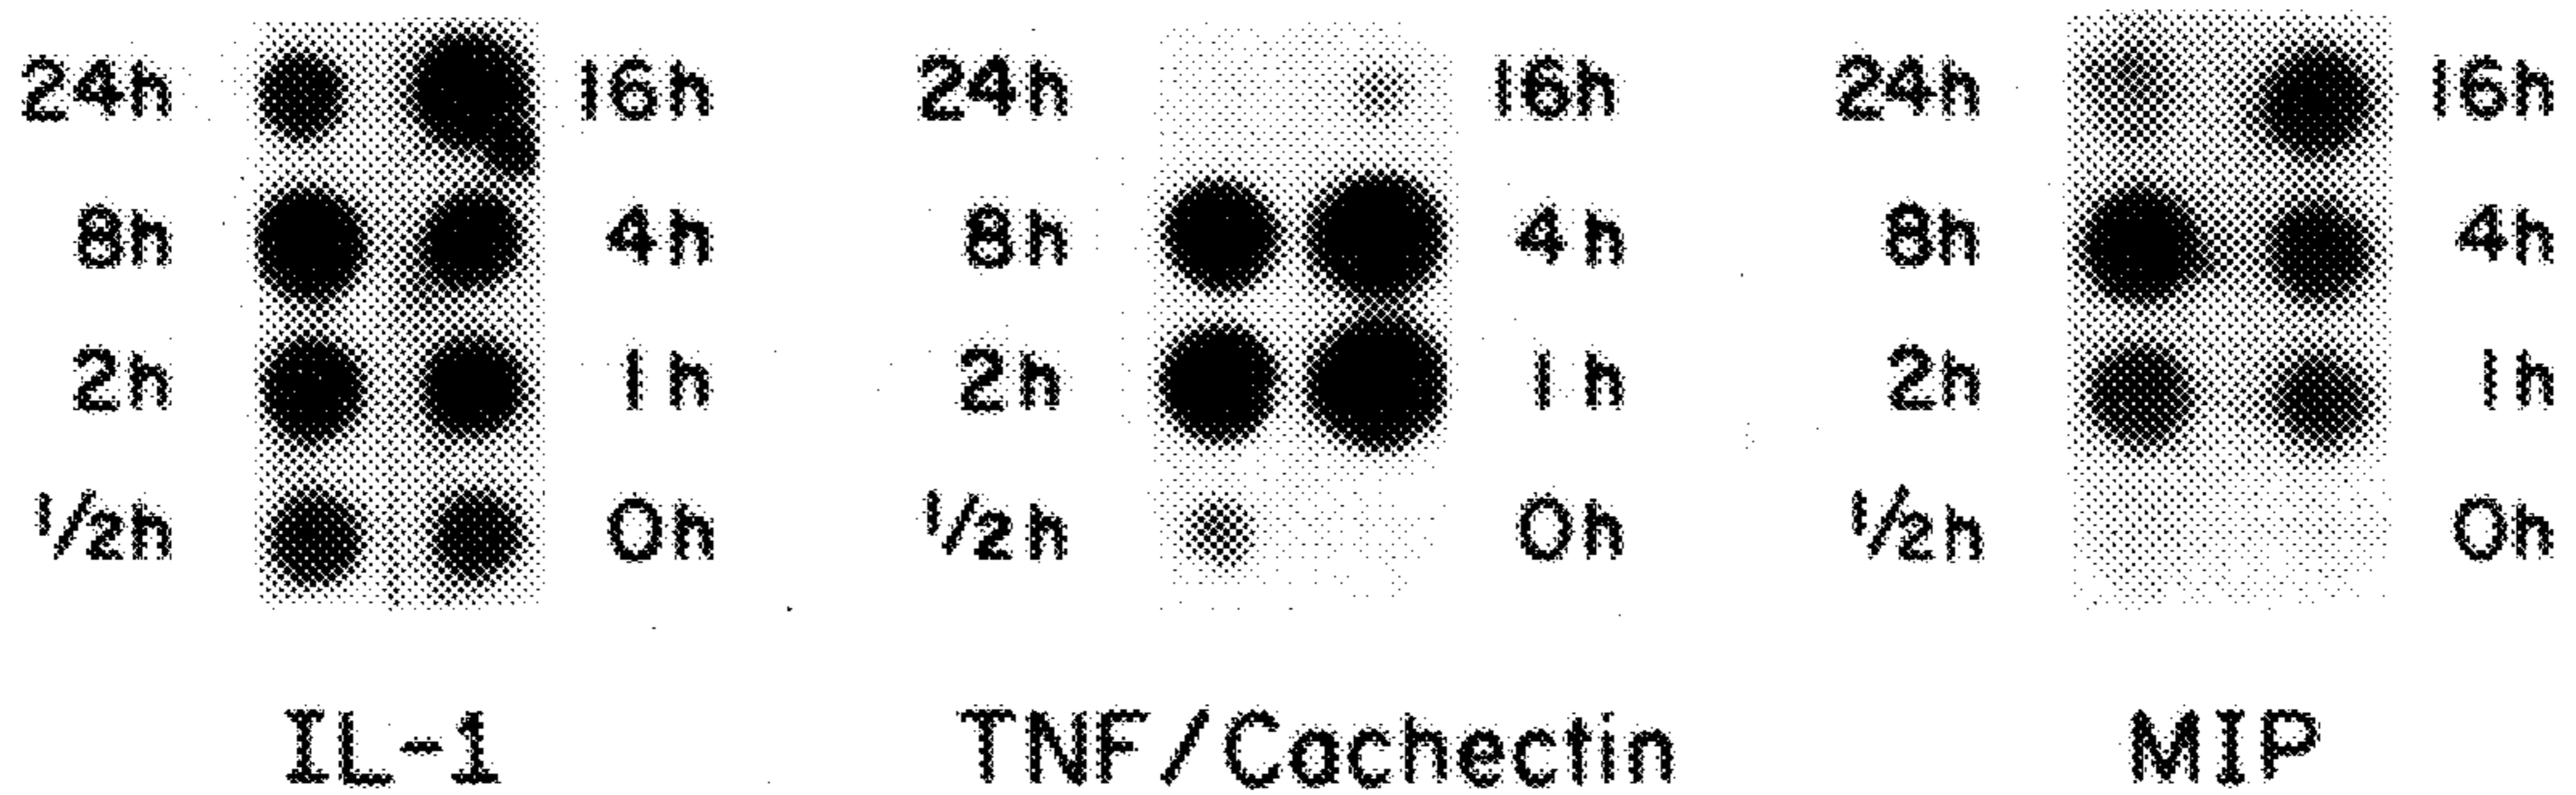 24h 16h 24h 16h 24h 16h
8h 4h 8h 4h 8h 4h
2h 1h 2h 1h 2h 1h
1/2h 0h 1/2h 0h 1/2h 0h
IL-1 TNF/Cachectin MIP